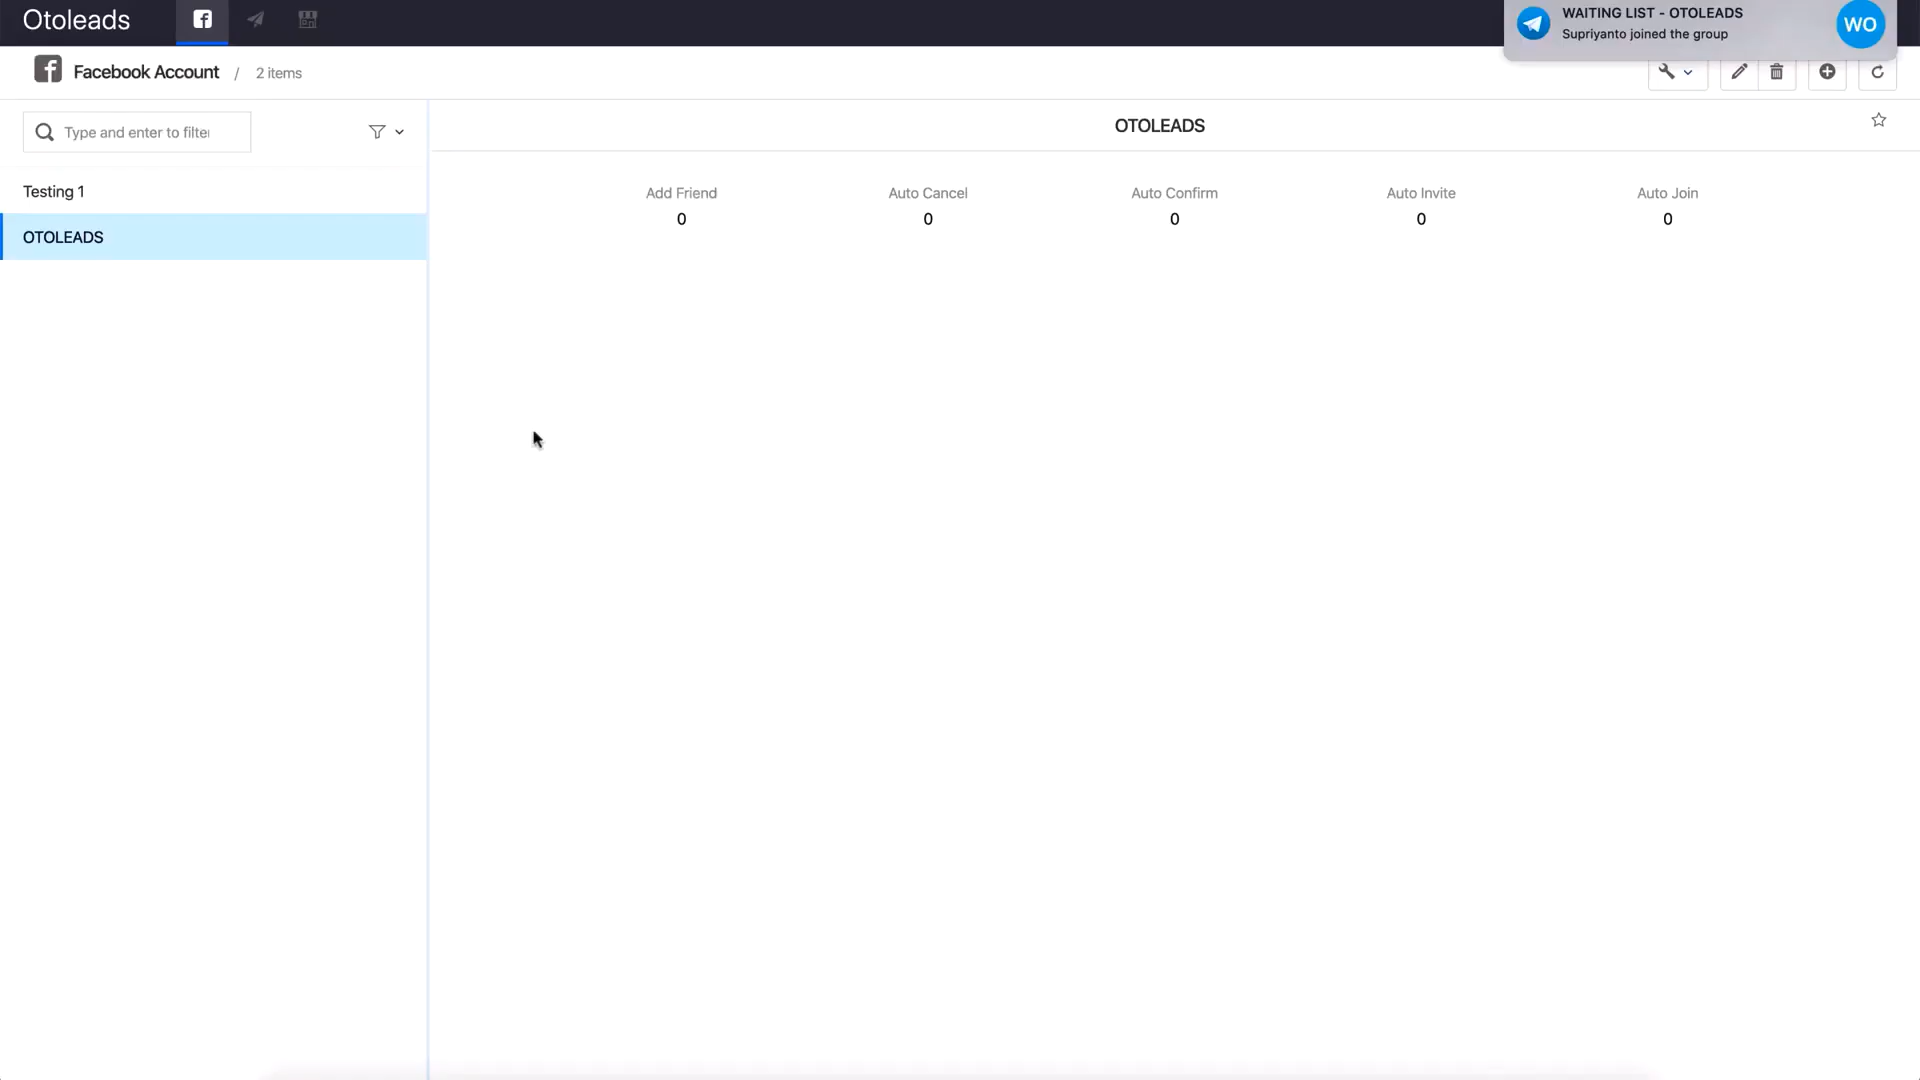 Otoleads
WAITING LIST - OTOLEADS
Supriyanto joined the group
WO
Facebook Account / 2 items
Type and enter to filter
OTOLEADS
Testing 1
OTOLEADS
Add Friend
0
Auto Cancel
0
Auto Confirm
0
Auto Invite
0
Auto Join
0